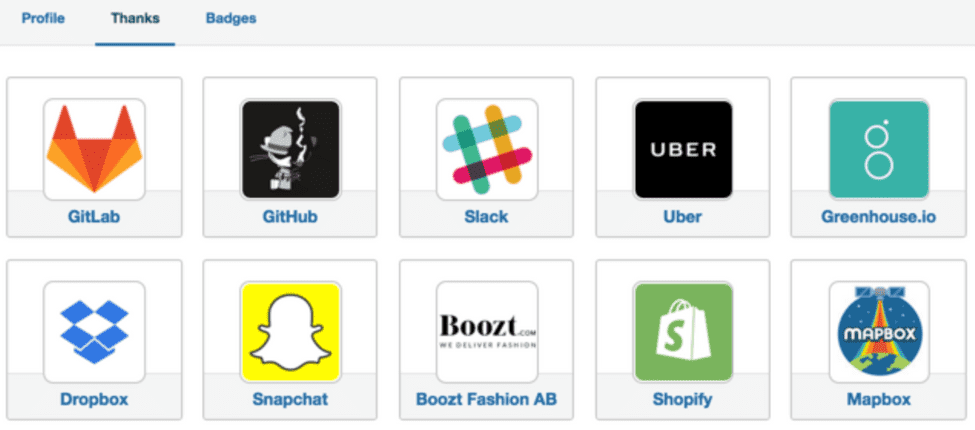 Profile Thanks Badges
UBER
GitLab GitHub Slack Uber Greenhouse.io
Boozt.COM
WE DELIVER FASHION
MAPBOX
Dropbox Snapchat Boozt Fashion AB Shopify Mapbox